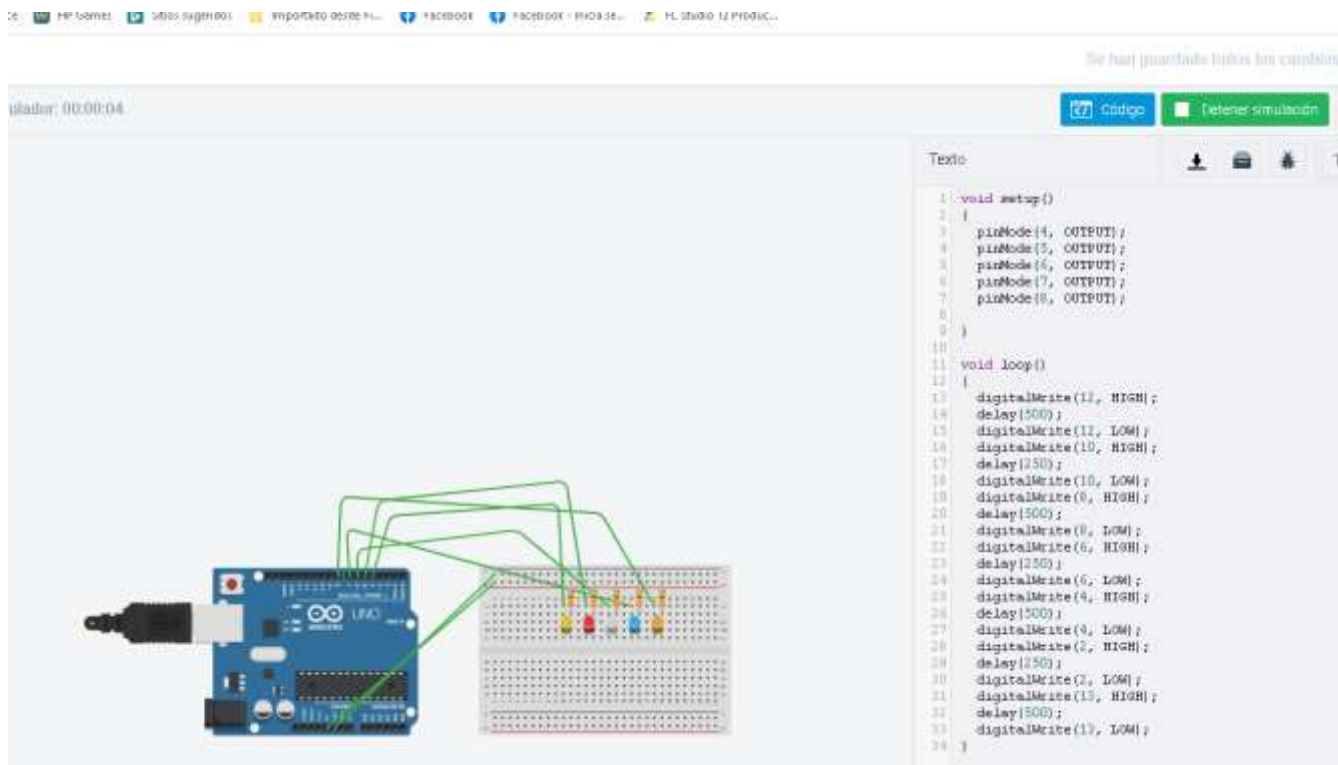 HP Games Sitios sugeridos Importado desde Fi... Facebook Facebook - Inicia se... FL Studio 12 Produc...
Se han guardado todos los cambios
ulador: 00:00:04
Código
Detener simulación
Texto
1 void setup()
2 {
3 pinMode(4, OUTPUT);
4 pinMode(5, OUTPUT);
5 pinMode(6, OUTPUT);
6 pinMode(7, OUTPUT);
7 pinMode(8, OUTPUT);
8
9 }
10
11 void loop()
12 {
13 digitalWrite(12, HIGH);
14 delay(500);
15 digitalWrite(12, LOW);
16 digitalWrite(10, HIGH);
17 delay(250);
18 digitalWrite(10, LOW);
19 digitalWrite(8, HIGH);
20 delay(500);
21 digitalWrite(8, LOW);
22 digitalWrite(6, HIGH);
23 delay(250);
24 digitalWrite(6, LOW);
25 digitalWrite(4, HIGH);
26 delay(500);
27 digitalWrite(4, LOW);
28 digitalWrite(2, HIGH);
29 delay(250);
30 digitalWrite(2, LOW);
31 digitalWrite(13, HIGH);
32 delay(500);
33 digitalWrite(13, LOW);
34 }
UNO